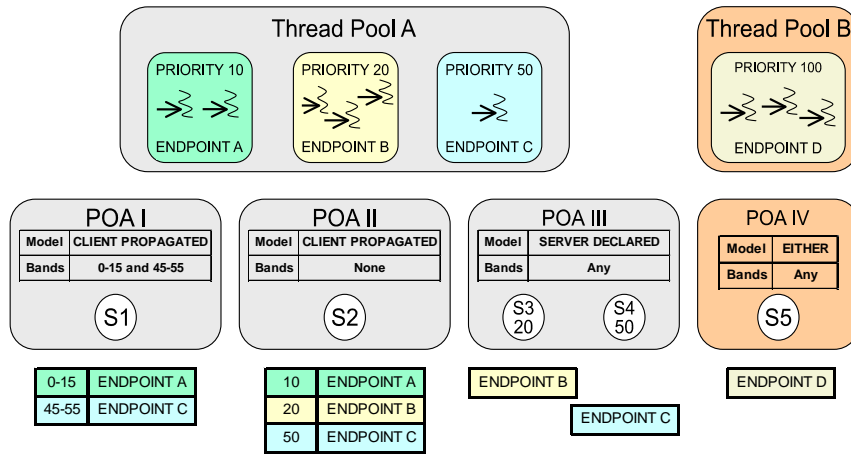 Thread Pool A
PRIORITY 10
ENDPOINT A
PRIORITY 20
ENDPOINT B
PRIORITY 50
ENDPOINT C
Thread Pool B
PRIORITY 100
ENDPOINT D
POA I
Model CLIENT PROPAGATED
Bands 0-15 and 45-55
S1
0-15 ENDPOINT A
45-55 ENDPOINT C
POA II
Model CLIENT PROPAGATED
Bands None
S2
10 ENDPOINT A
20 ENDPOINT B
50 ENDPOINT C
POA III
Model SERVER DECLARED
Bands Any
S3
20
S4
50
ENDPOINT B
ENDPOINT C
POA IV
Model EITHER
Bands Any
S5
ENDPOINT D